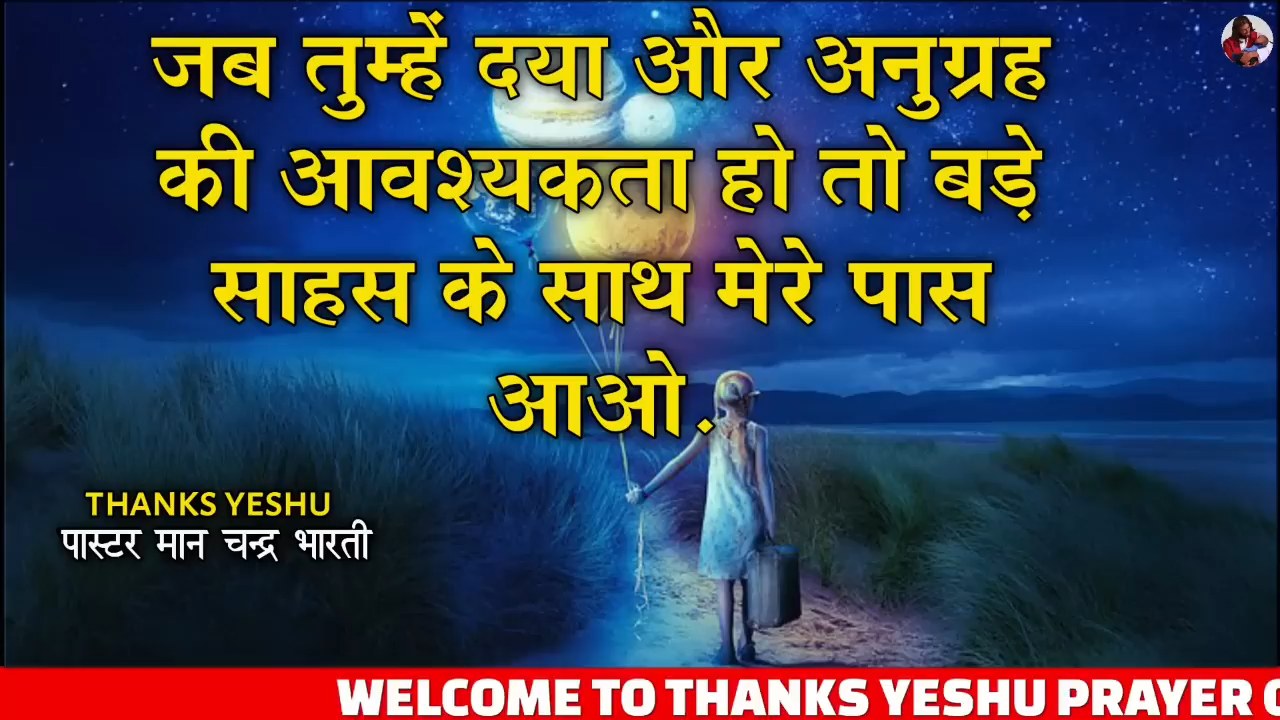 जब तुम्हें दया और अनुग्रह
की आवश्यकता हो तो बड़े
साहस के साथ मेरे पास
आओ.
THANKS YESHU
पास्टर मान चन्द्र भारती
WELCOME TO THANKS YESHU PRAYER